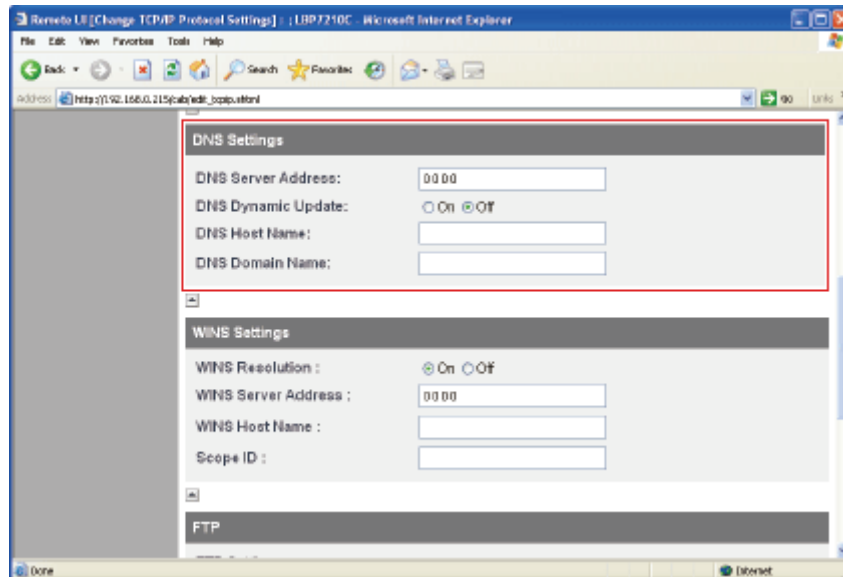 Remote UI [Change TCP/IP Protocol Settings] : ; LBP7210C - Microsoft Internet Explorer
File Edit View Favorites Tools Help
Back Search Favorites
Address http://192.168.0.215/cab/edit_tcpip.shtml Go Links
DNS Settings
DNS Server Address: 0.0.0.0
DNS Dynamic Update: On Off
DNS Host Name:
DNS Domain Name:
WINS Settings
WINS Resolution : On Off
WINS Server Address : 0.0.0.0
WINS Host Name :
Scope ID :
FTP
Done Internet